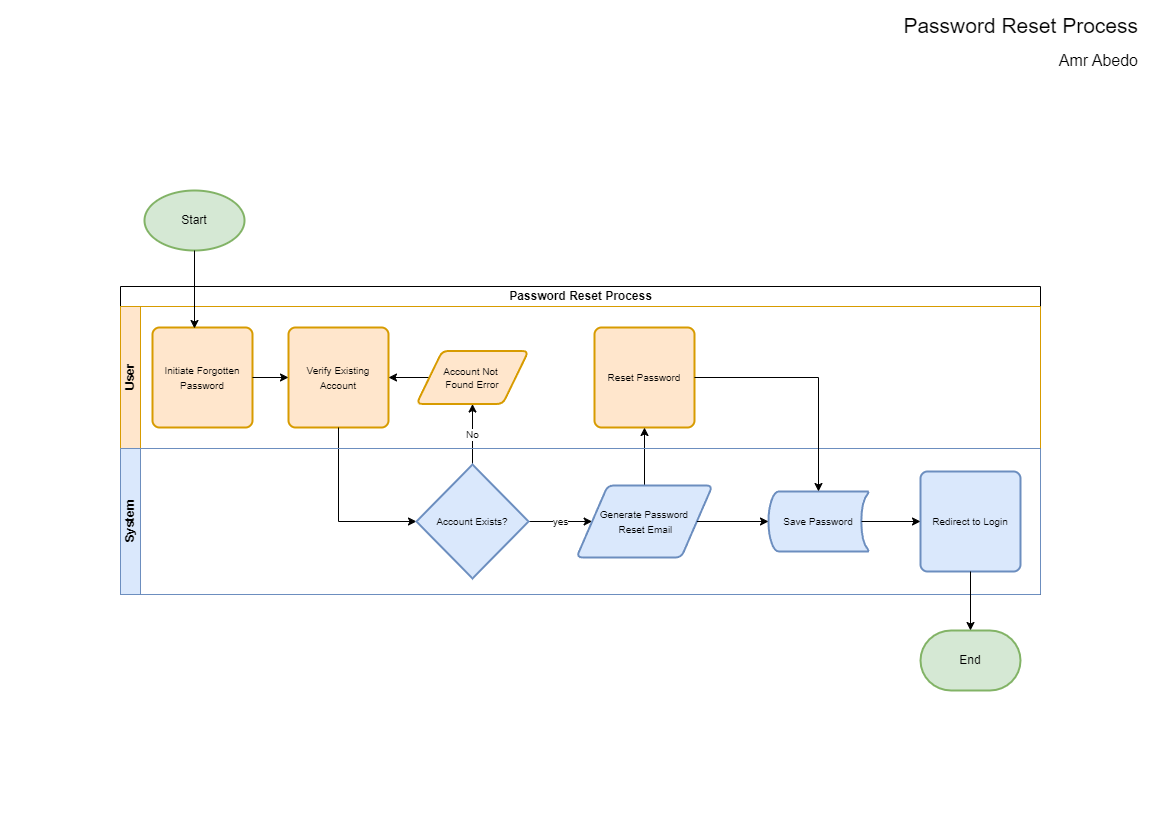 Password Reset Process
Amr Abedo
Start
Password Reset Process
User
Initiate Forgotten
Password
Verify Existing
Account
Account Not
Found Error
Reset Password
No
System
Account Exists?
yes
Generate Password
Reset Email
Save Password
Redirect to Login
End